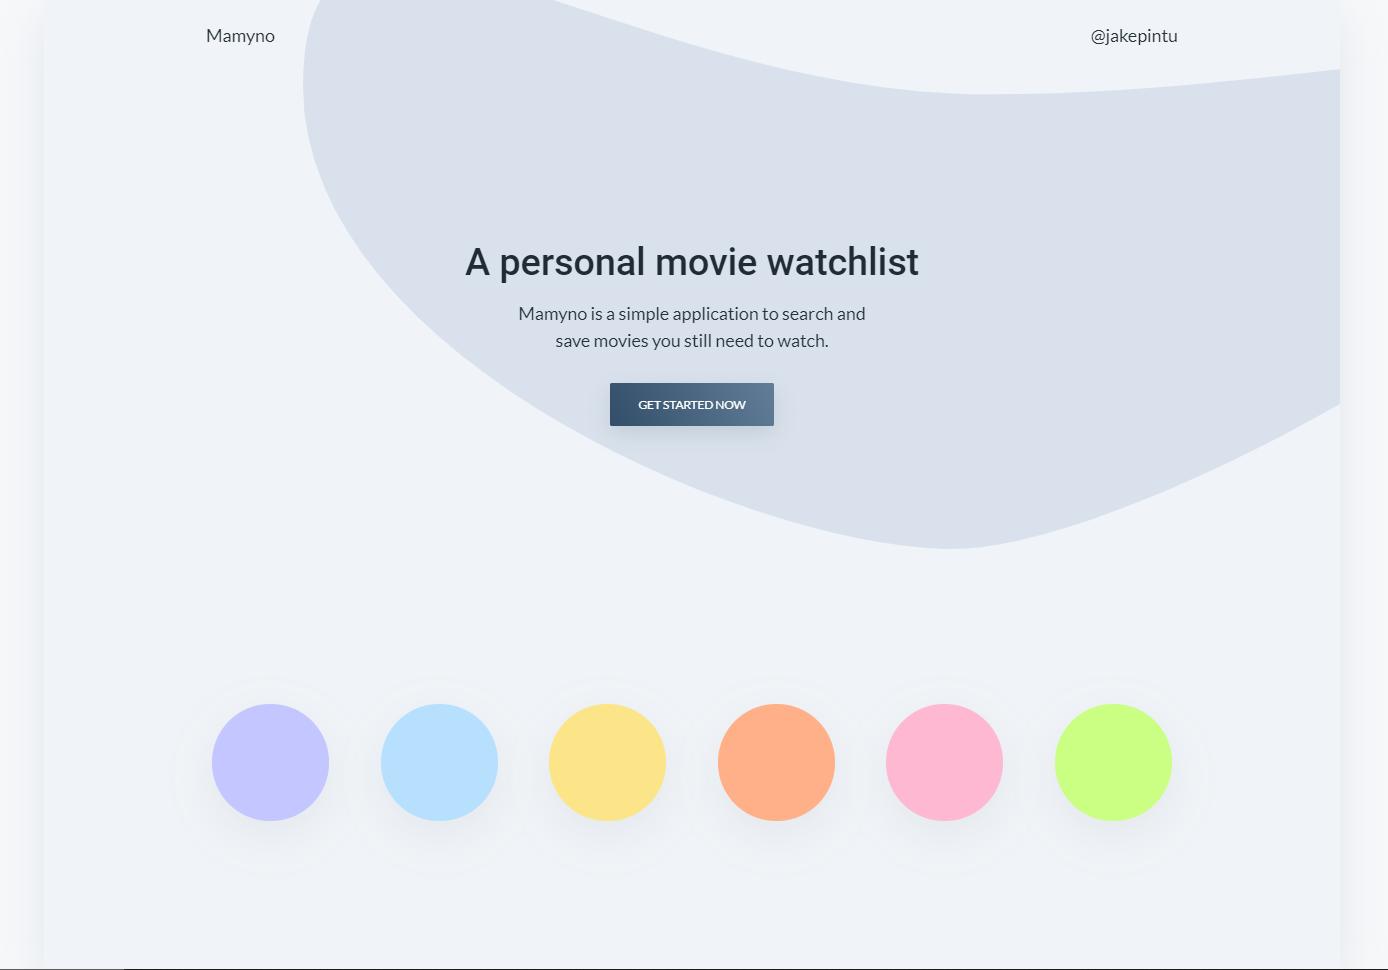 Mamyno
@jakepintu
A personal movie watchlist
Mamyno is a simple application to search and
save movies you still need to watch.
GET STARTED NOW